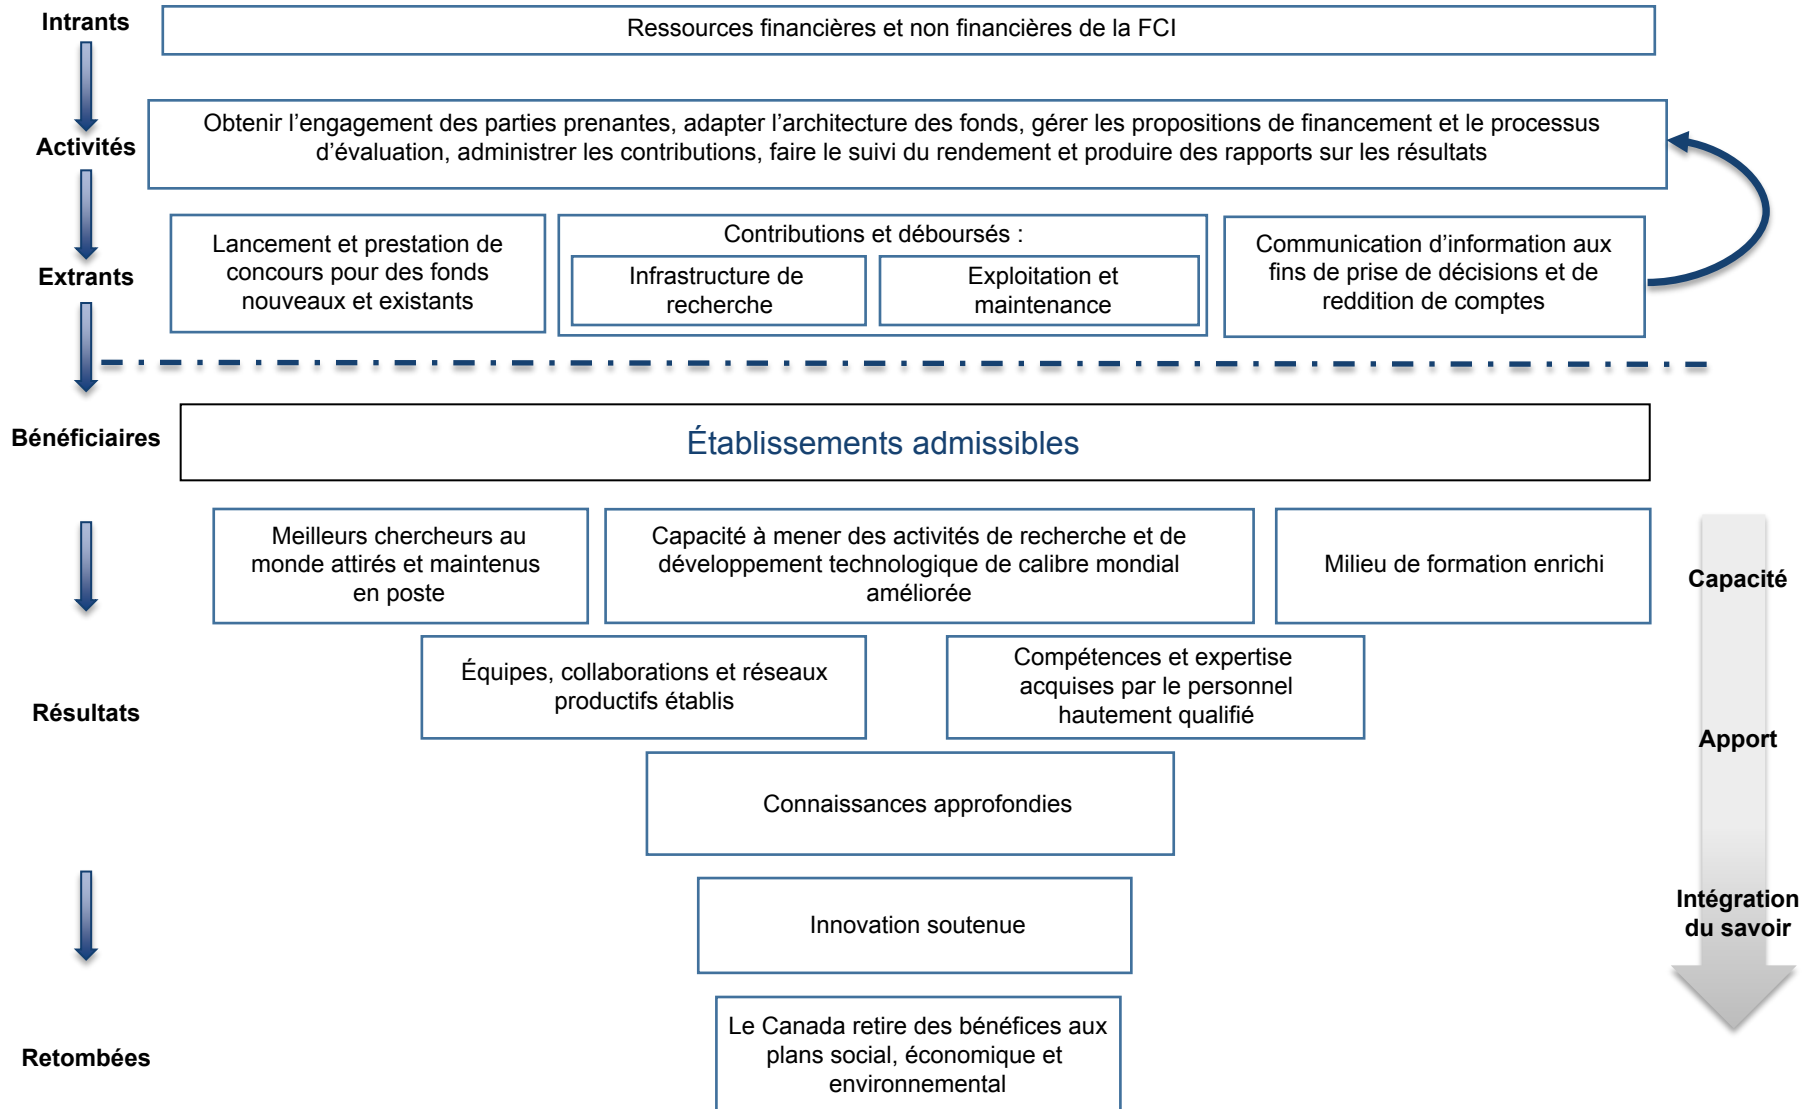 Intrants
Ressources financières et non financières de la FCI
Activités
Obtenir l’engagement des parties prenantes, adapter l’architecture des fonds, gérer les propositions de financement et le processus
d’évaluation, administrer les contributions, faire le suivi du rendement et produire des rapports sur les résultats
Extrants
Lancement et prestation de
concours pour des fonds
nouveaux et existants
Contributions et déboursés :
Infrastructure de
recherche
Exploitation et
maintenance
Communication d’information aux
fins de prise de décisions et de
reddition de comptes
Bénéficiaires
Établissements admissibles
Meilleurs chercheurs au
monde attirés et maintenus
en poste
Capacité à mener des activités de recherche et de
développement technologique de calibre mondial
améliorée
Milieu de formation enrichi
Capacité
Résultats
Équipes, collaborations et réseaux
productifs établis
Compétences et expertise
acquises par le personnel
hautement qualifié
Apport
Connaissances approfondies
Innovation soutenue
Intégration
du savoir
Retombées
Le Canada retire des bénéfices aux
plans social, économique et
environnemental